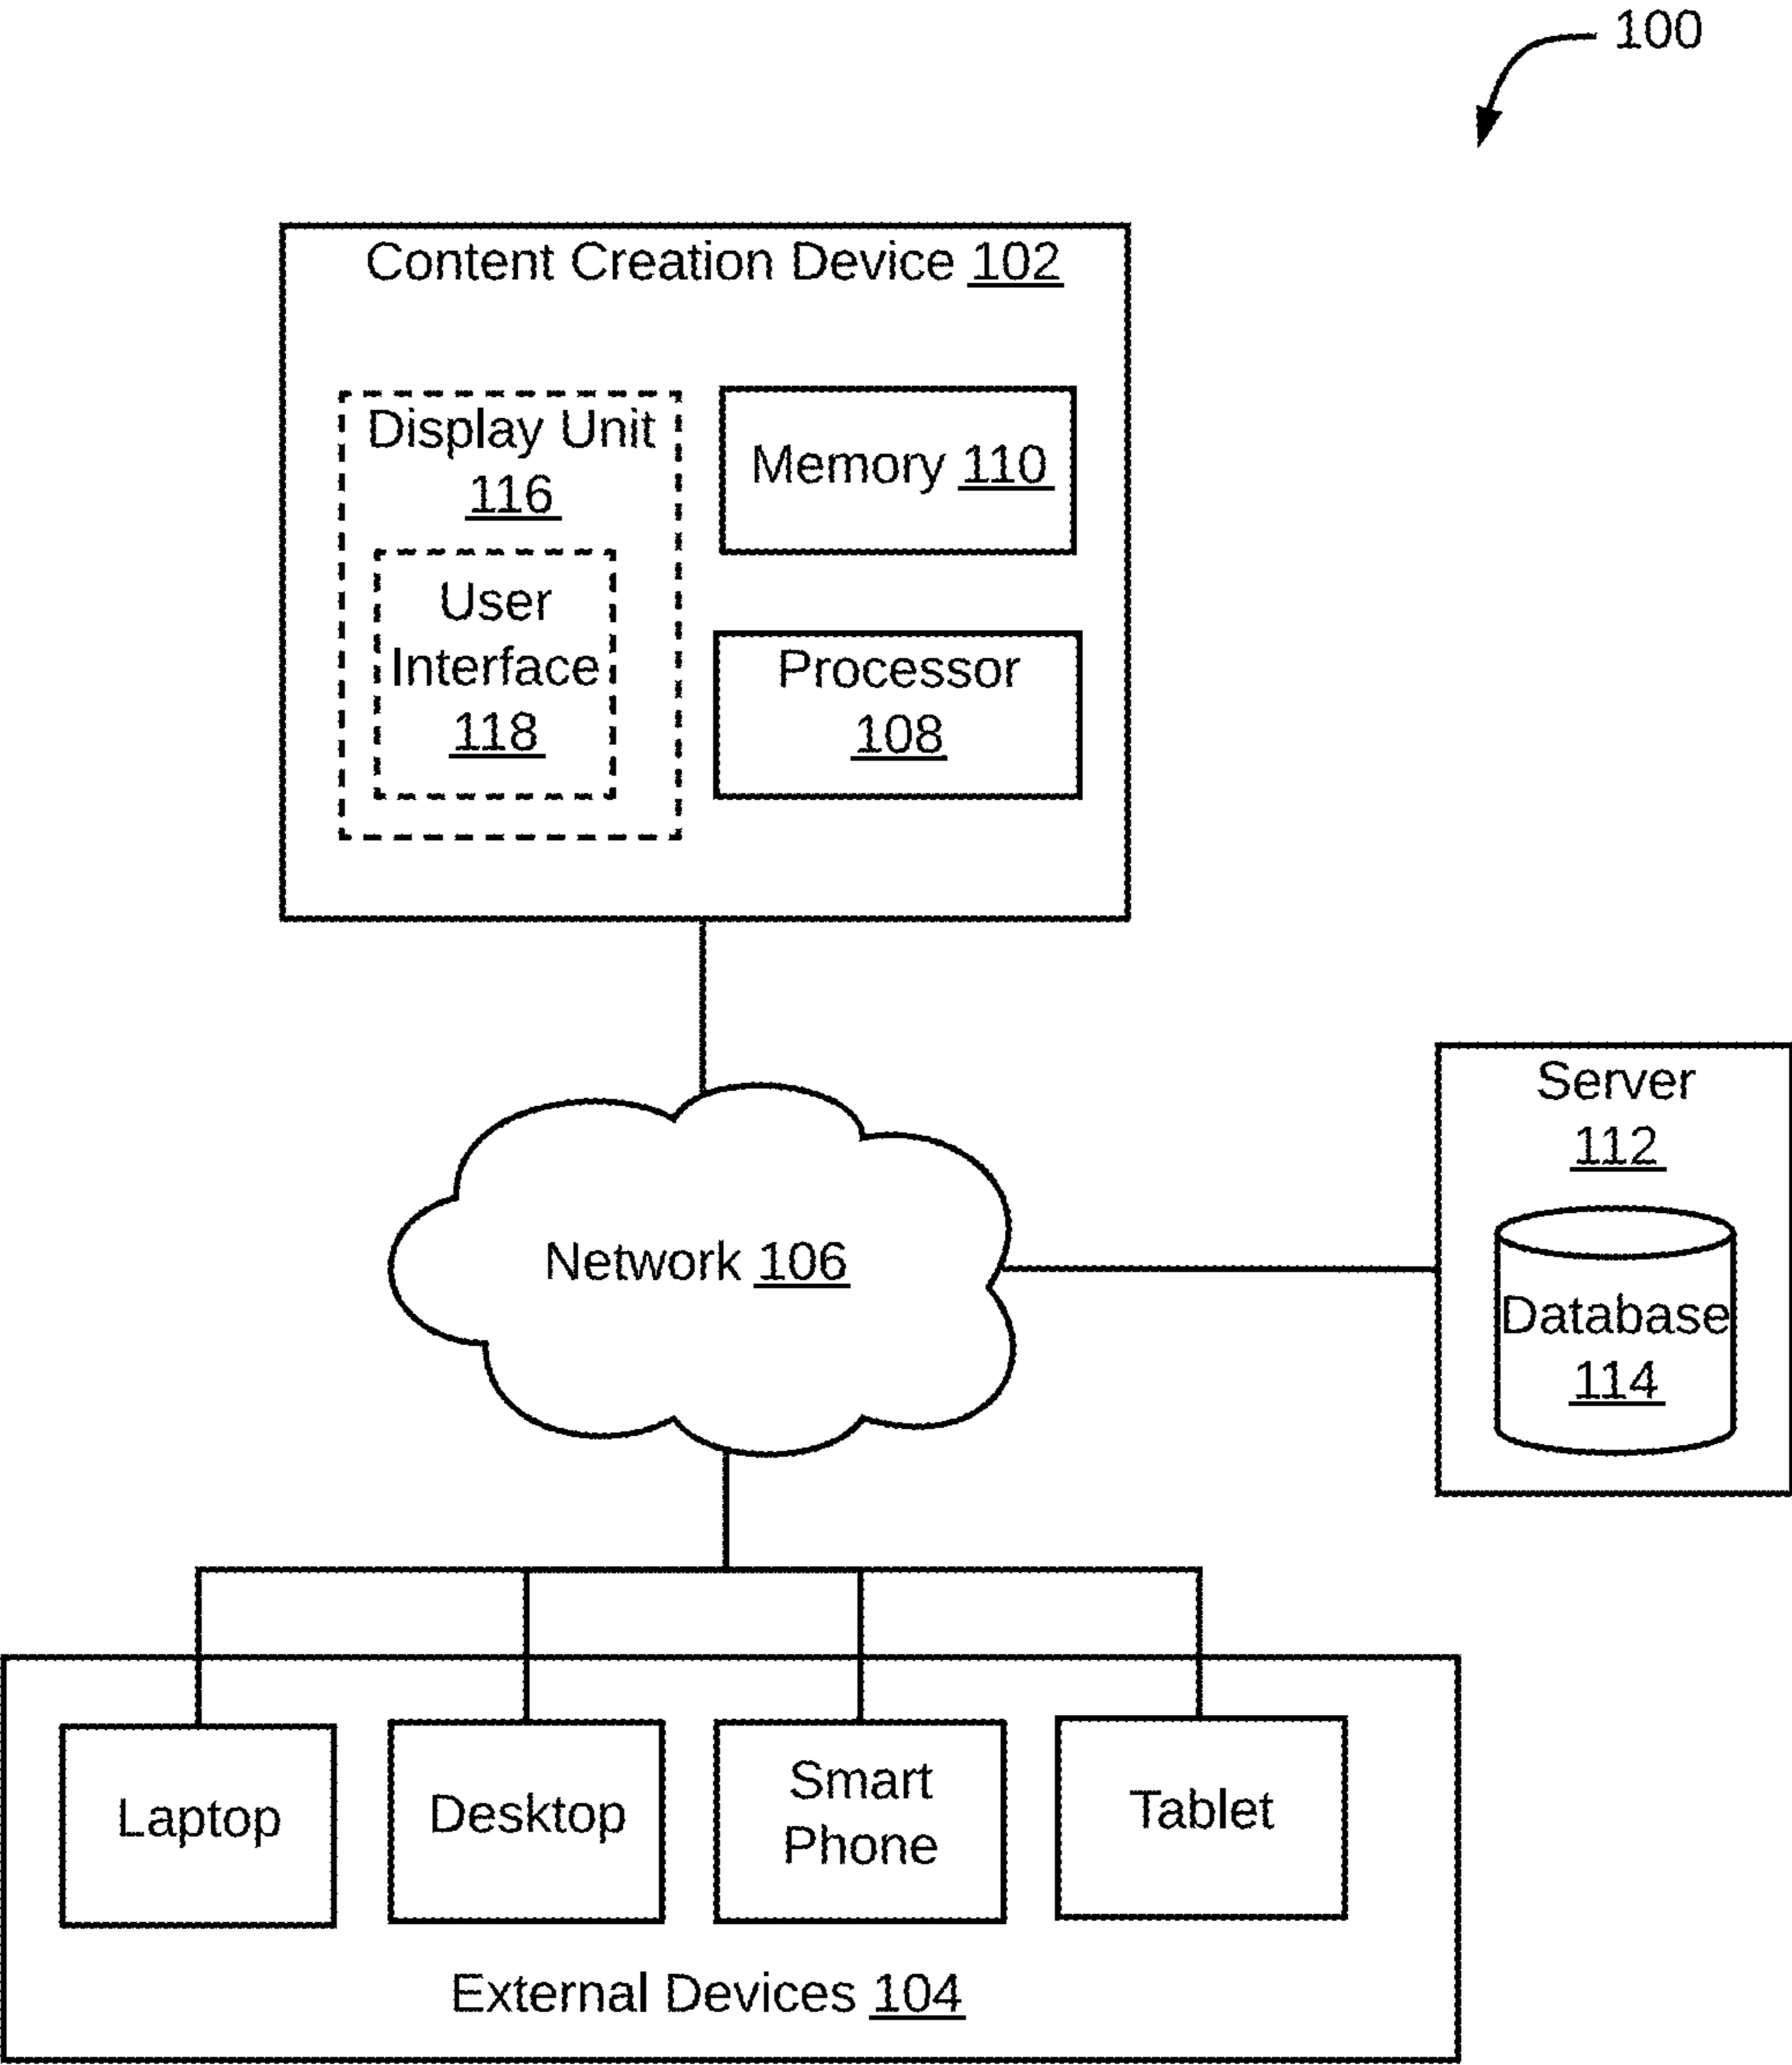 100
Content Creation Device 102
Display Unit
116
User
Interface
118
Memory 110
Processor
108
Network 106
Server
112
Database
114
Laptop
Desktop
Smart
Phone
Tablet
External Devices 104